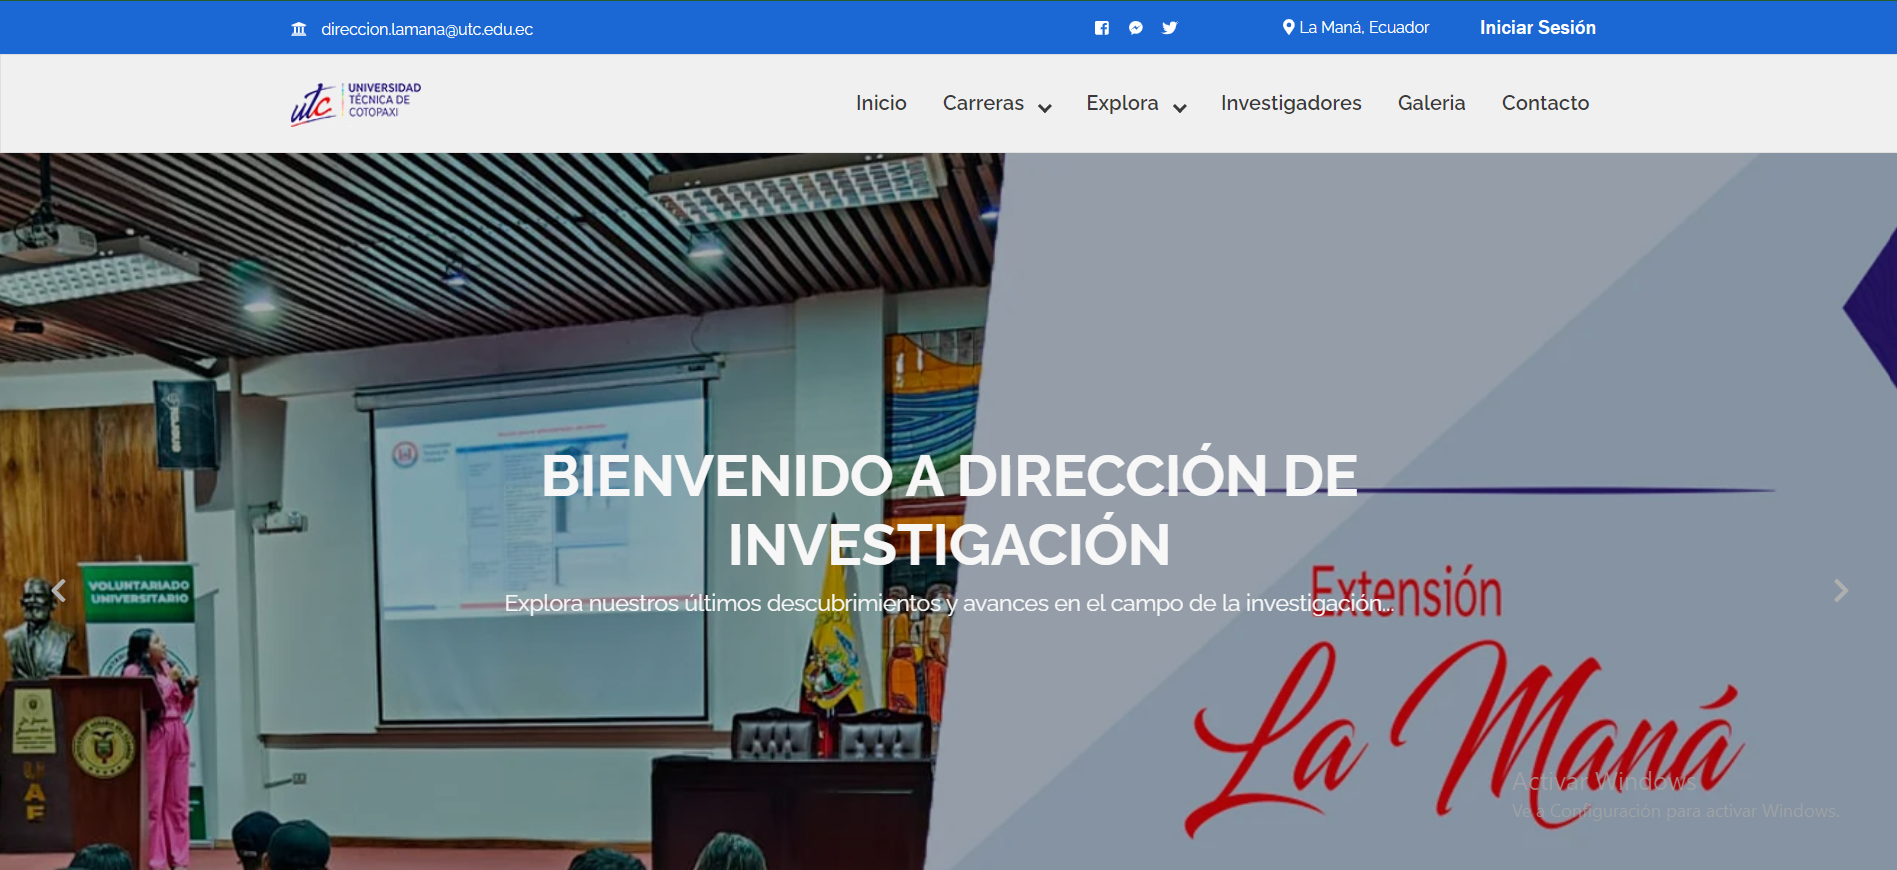 direccion.lamana@utc.edu.ec
La Maná, Ecuador
Iniciar Sesión
utc
UNIVERSIDAD
TÉCNICA DE
COTOPAXI
Inicio
Carreras
Explora
Investigadores
Galeria
Contacto
BIENVENIDO A DIRECCIÓN DE
INVESTIGACIÓN
Explora nuestros últimos descubrimientos y avances en el campo de la investigación...
VOLUNTARIADO
UNIVERSITARIO
UAF
Extensión
La Maná
Activar Windows
Ve a Configuración para activar Windows.